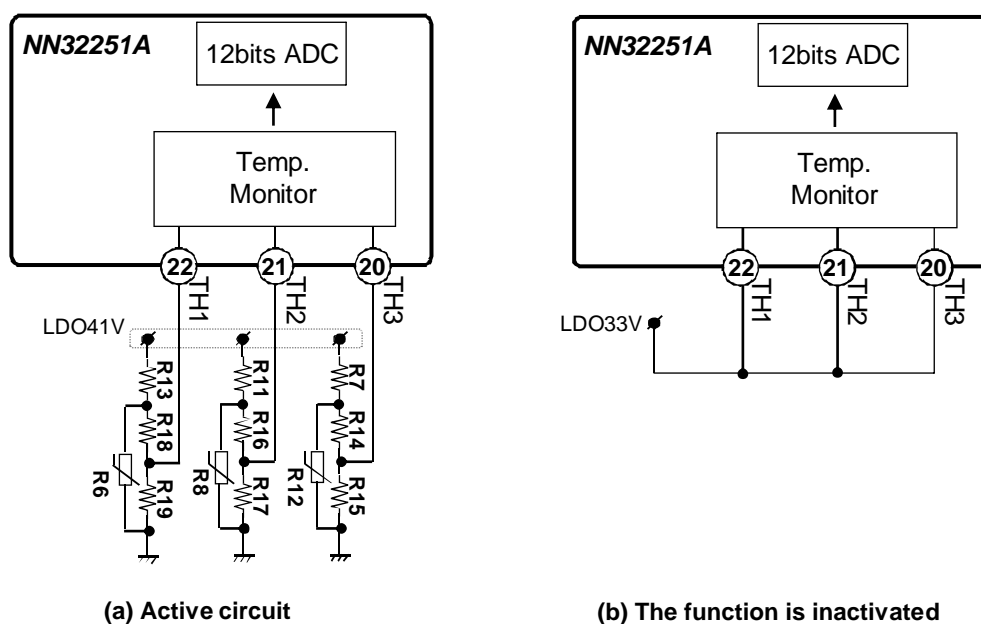 NN32251A
12bits ADC
Temp.
Monitor
22
21
20
TH1
TH2
TH3
LDO41V
R13
R11
R7
R18
R16
R14
R6
R8
R12
R19
R17
R15
(a) Active circuit
NN32251A
12bits ADC
Temp.
Monitor
22
21
20
TH1
TH2
TH3
LDO33V
(b) The function is inactivated